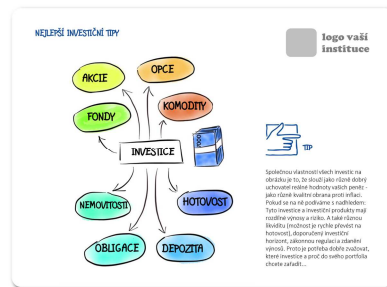 NEJLEPŠÍ INVESTIČNÍ TIPY
logo vaší
instituce
AKCIE
OPCE
FONDY
KOMODITY
INVESTICE
NEMOVITOSTI
HOTOVOST
OBLIGACE
DEPOZITA
TIP
Společnou vlastností všech investic na
obrázku je to, že slouží jako různě dobrý
uchovatel reálné hodnoty vašich peněz -
jako různě kvalitní obrana proti inflaci.
Pokud se na ně podíváme s nadhledem:
Tyto investice a investiční produkty mají
rozdílné výnosy a riziko. A také různou
likviditu (možnost je rychle převést na
hotovost), doporučený investiční
horizont, zákonnou regulaci a zdanění
výnosů. Proto je potřeba dobře zvažovat,
které investice a proč do svého portfolia
chcete zařadit...